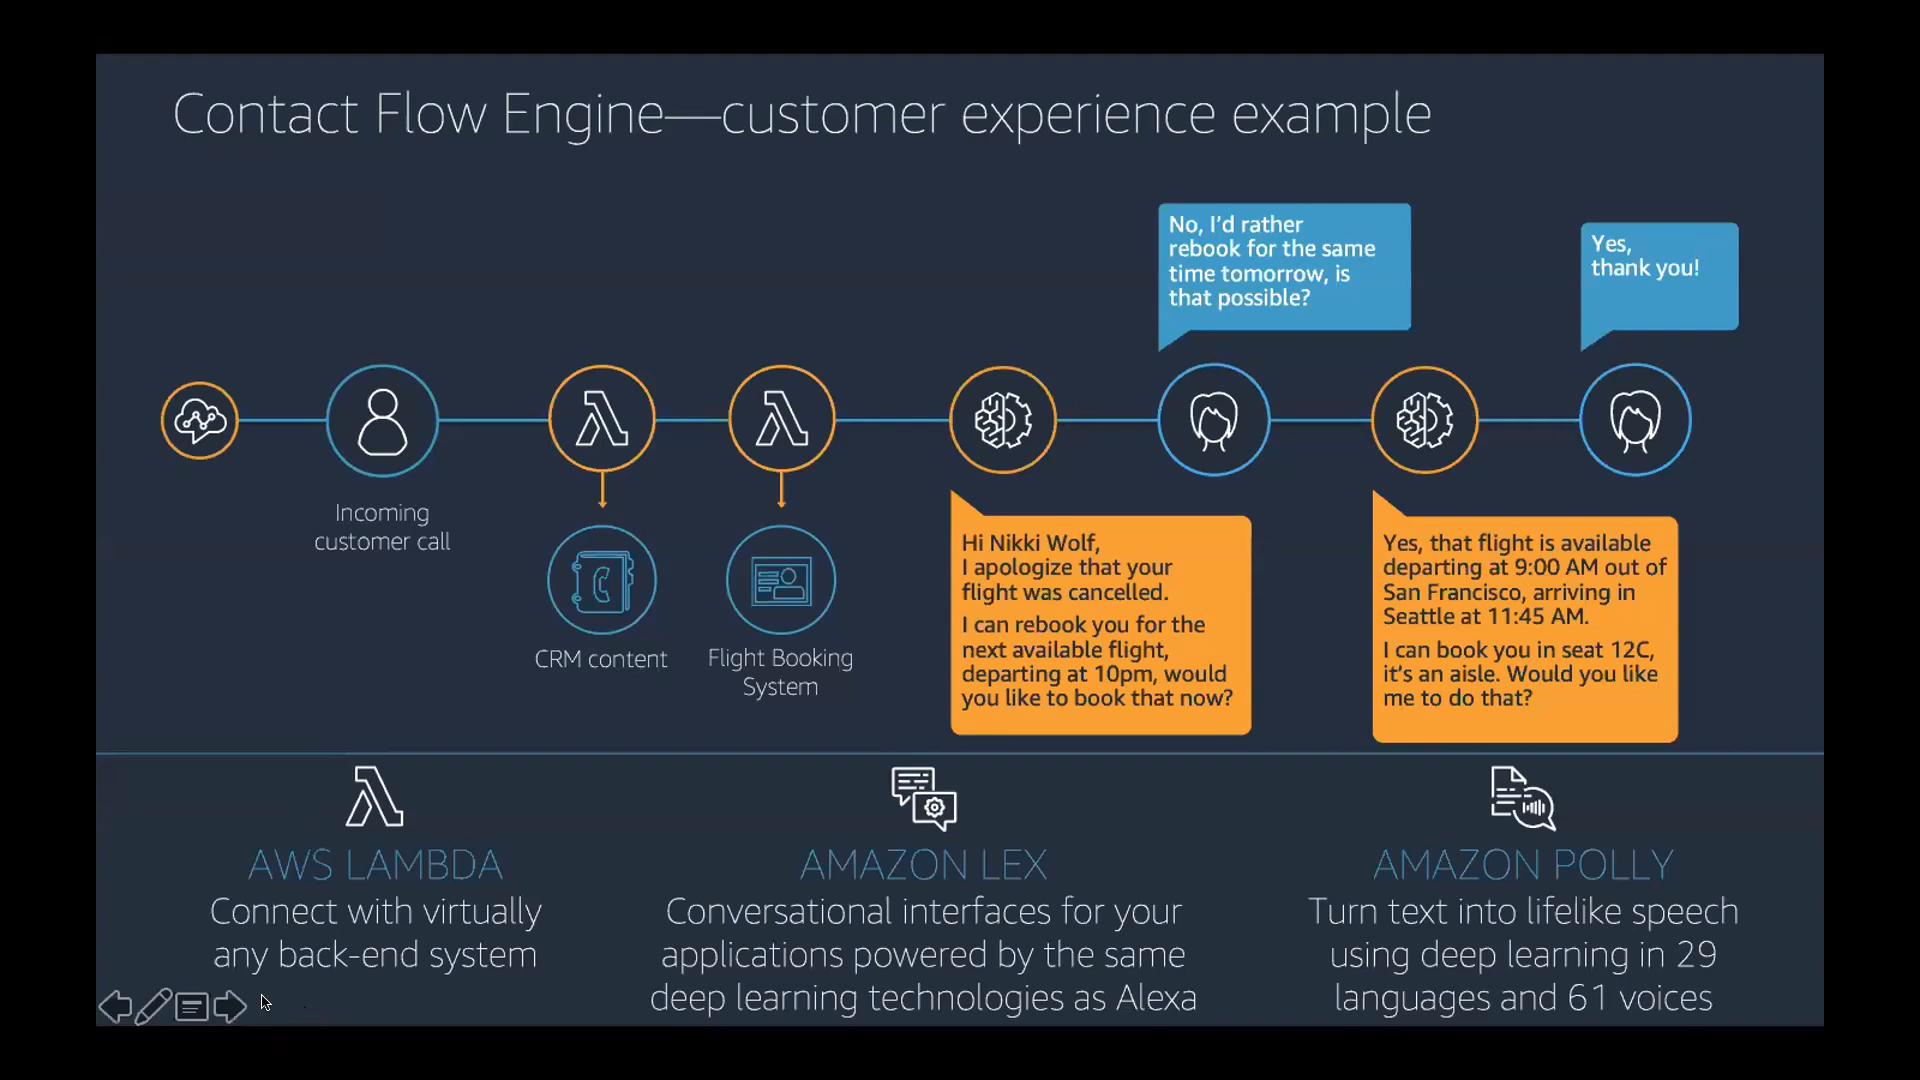 Contact Flow Engine—customer experience example
No, I'd rather
rebook for the same
time tomorrow, is
that possible?
Yes,
thank you!
Incoming
customer call
CRM content
Flight Booking
System
Hi Nikki Wolf,
I apologize that your
flight was cancelled.
I can rebook you for the
next available flight,
departing at 10pm, would
you like to book that now?
Yes, that flight is available
departing at 9:00 AM out of
San Francisco, arriving in
Seattle at 11:45 AM.
I can book you in seat 12C,
it's an aisle. Would you like
me to do that?
AWS LAMBDA
Connect with virtually
any back-end system
AMAZON LEX
Conversational interfaces for your
applications powered by the same
deep learning technologies as Alexa
AMAZON POLLY
Turn text into lifelike speech
using deep learning in 29
languages and 61 voices